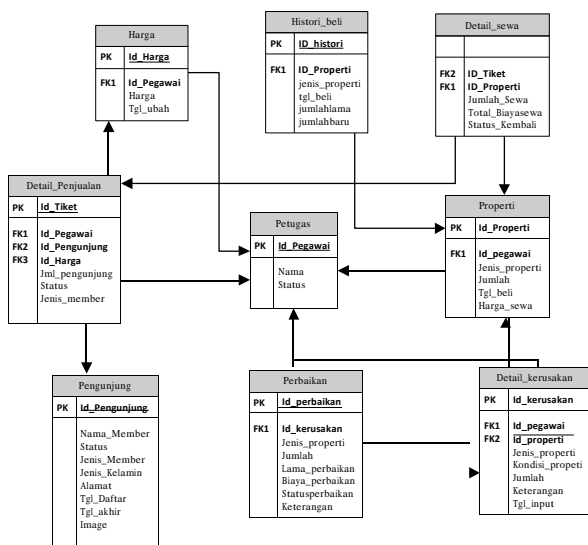 Harga
PK Id_Harga
FK1 Id_Pegawai
Harga
Tgl_ubah
Histori_beli
PK ID_histori
FK1 ID_Properti
jenis_properti
tgl_beli
jumlahlama
jumlahbaru
Detail_sewa
FK2 ID_Tiket
FK1 ID_Properti
Jumlah_Sewa
Total_Biayasewa
Status_Kembali
Detail_Penjualan
PK Id_Tiket
FK1 Id_Pegawai
FK2 Id_Pengunjung
FK3 Id_Harga
Jml_pengunjung
Status
Jenis_member
Petugas
PK Id_Pegawai
Nama
Status
Properti
PK Id_Properti
FK1 Id_pegawai
Jenis_properti
Jumlah
Tgl_beli
Harga_sewa
Pengunjung
PK Id_Pengunjung
Nama_Member
Status
Jenis_Member
Jenis_Kelamin
Alamat
Tgl_Daftar
Tgl_akhir
Image
Perbaikan
PK Id_perbaikan
FK1 Id_kerusakan
Jenis_properti
Jumlah
Lama_perbaikan
Biaya_perbaikan
Statusperbaikan
Keterangan
Detail_kerusakan
PK Id_kerusakan
FK1 Id_pegawai
FK2 Id_properti
Jenis_properti
Kondisi_propeti
Jumlah
Keterangan
Tgl_input